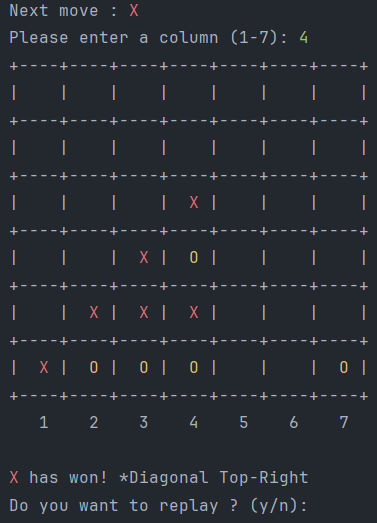 Next move : X
Please enter a column (1-7): 4
+----+----+----+----+----+----+----+
|    |    |    |    |    |    |    |
+----+----+----+----+----+----+----+
|    |    |    |    |    |    |    |
+----+----+----+----+----+----+----+
|    |    |    |  X |    |    |    |
+----+----+----+----+----+----+----+
|    |    |  X |  O |    |    |    |
+----+----+----+----+----+----+----+
|    |  X |  X |  X |    |    |    |
+----+----+----+----+----+----+----+
|  X |  O |  O |  O |    |    |  O |
+----+----+----+----+----+----+----+
   1    2    3    4    5    6    7
X has won! *Diagonal Top-Right
Do you want to replay ? (y/n):